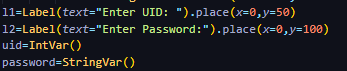 l1=Label(text="Enter UID: ").place(x=0,y=50)
l2=Label(text="Enter Password:").place(x=0,y=100)
uid=IntVar()
password=StringVar()